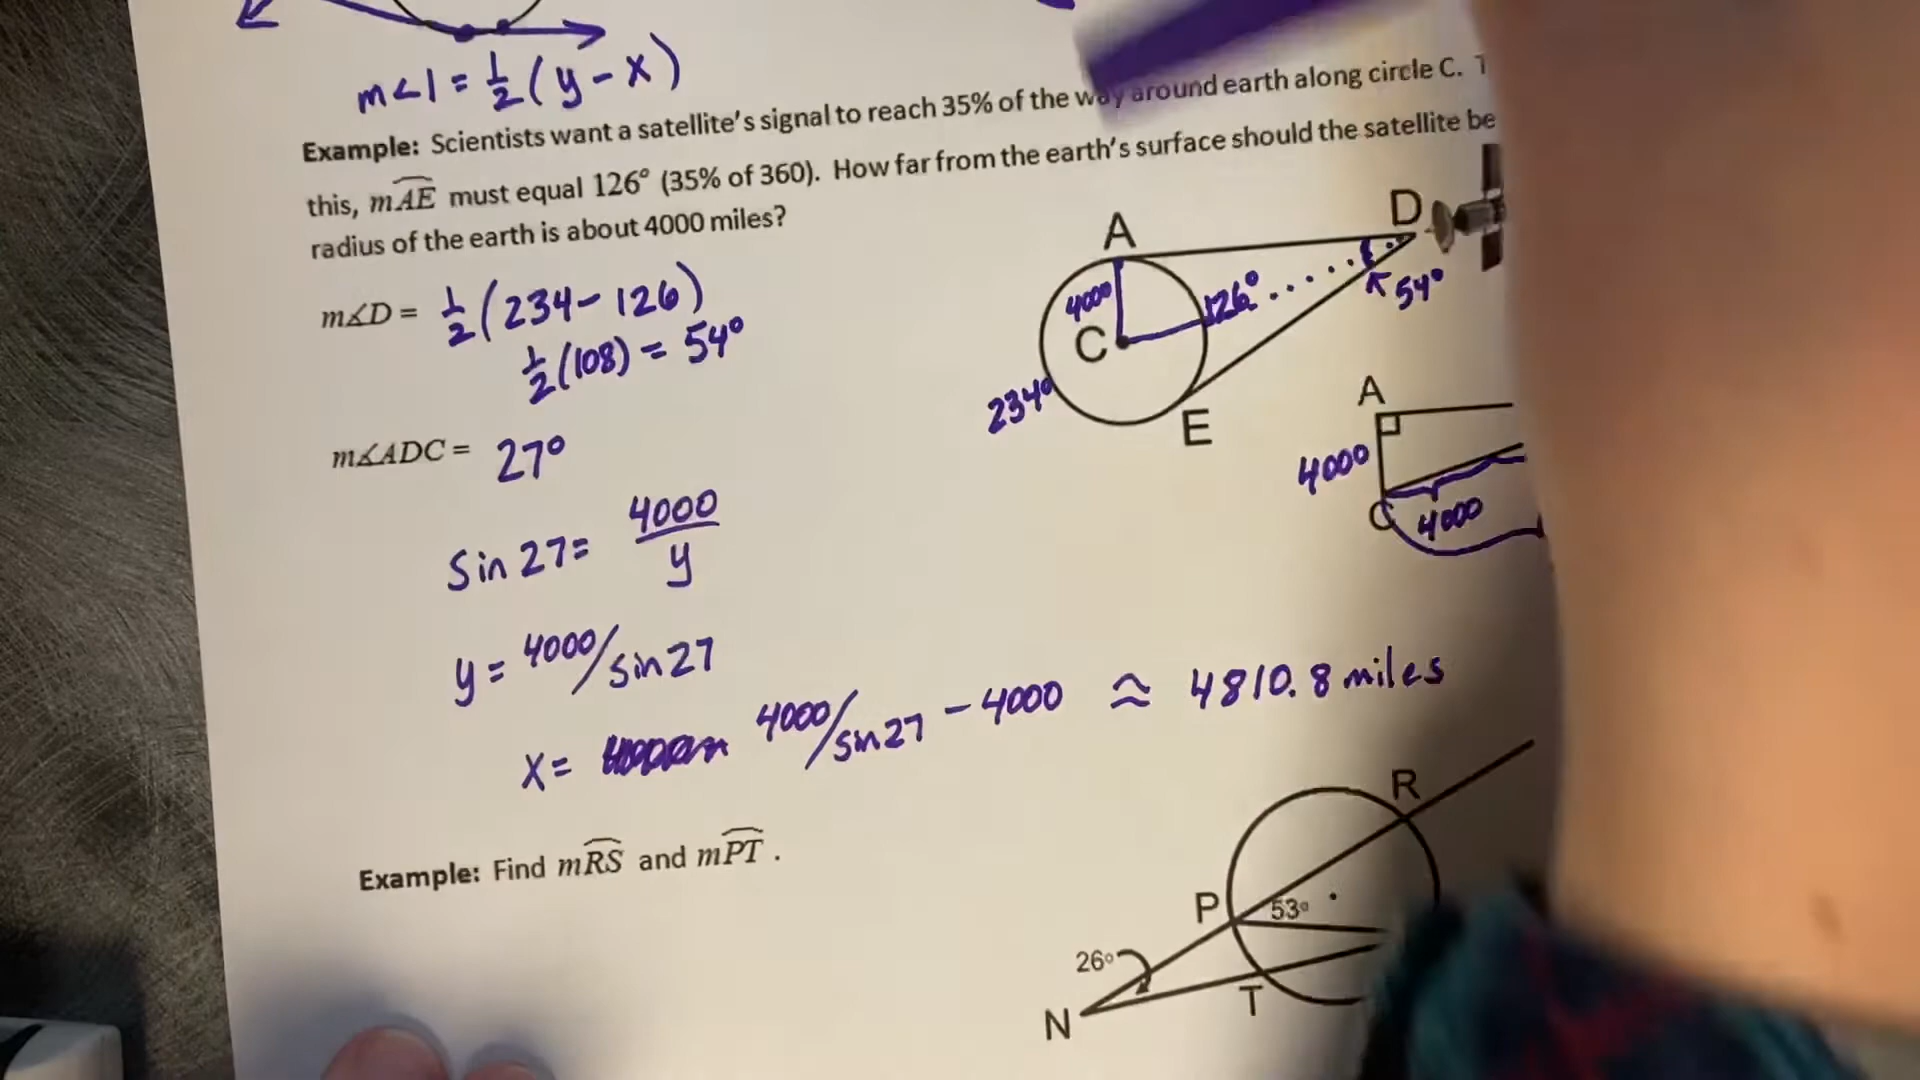 m<1 = 1/2 (y - x)
Example: Scientists want a satellite's signal to reach 35% of the way around earth along circle C.
this, mAE must equal 126° (35% of 360). How far from the earth's surface should the satellite be
radius of the earth is about 4000 miles?
m∡D = 1/2 (234 - 126)
1/2 (108) = 54°
m∡ADC = 27°
Sin 27 = 4000/y
y = 4000/sin27
x = 4000/sin27 - 4000 ≈ 4810.8 miles
A
D
4000
126°
54°
C
234°
E
A
4000
C
4000
Example: Find mRS and mPT .
R
P
53°
26°
T
N